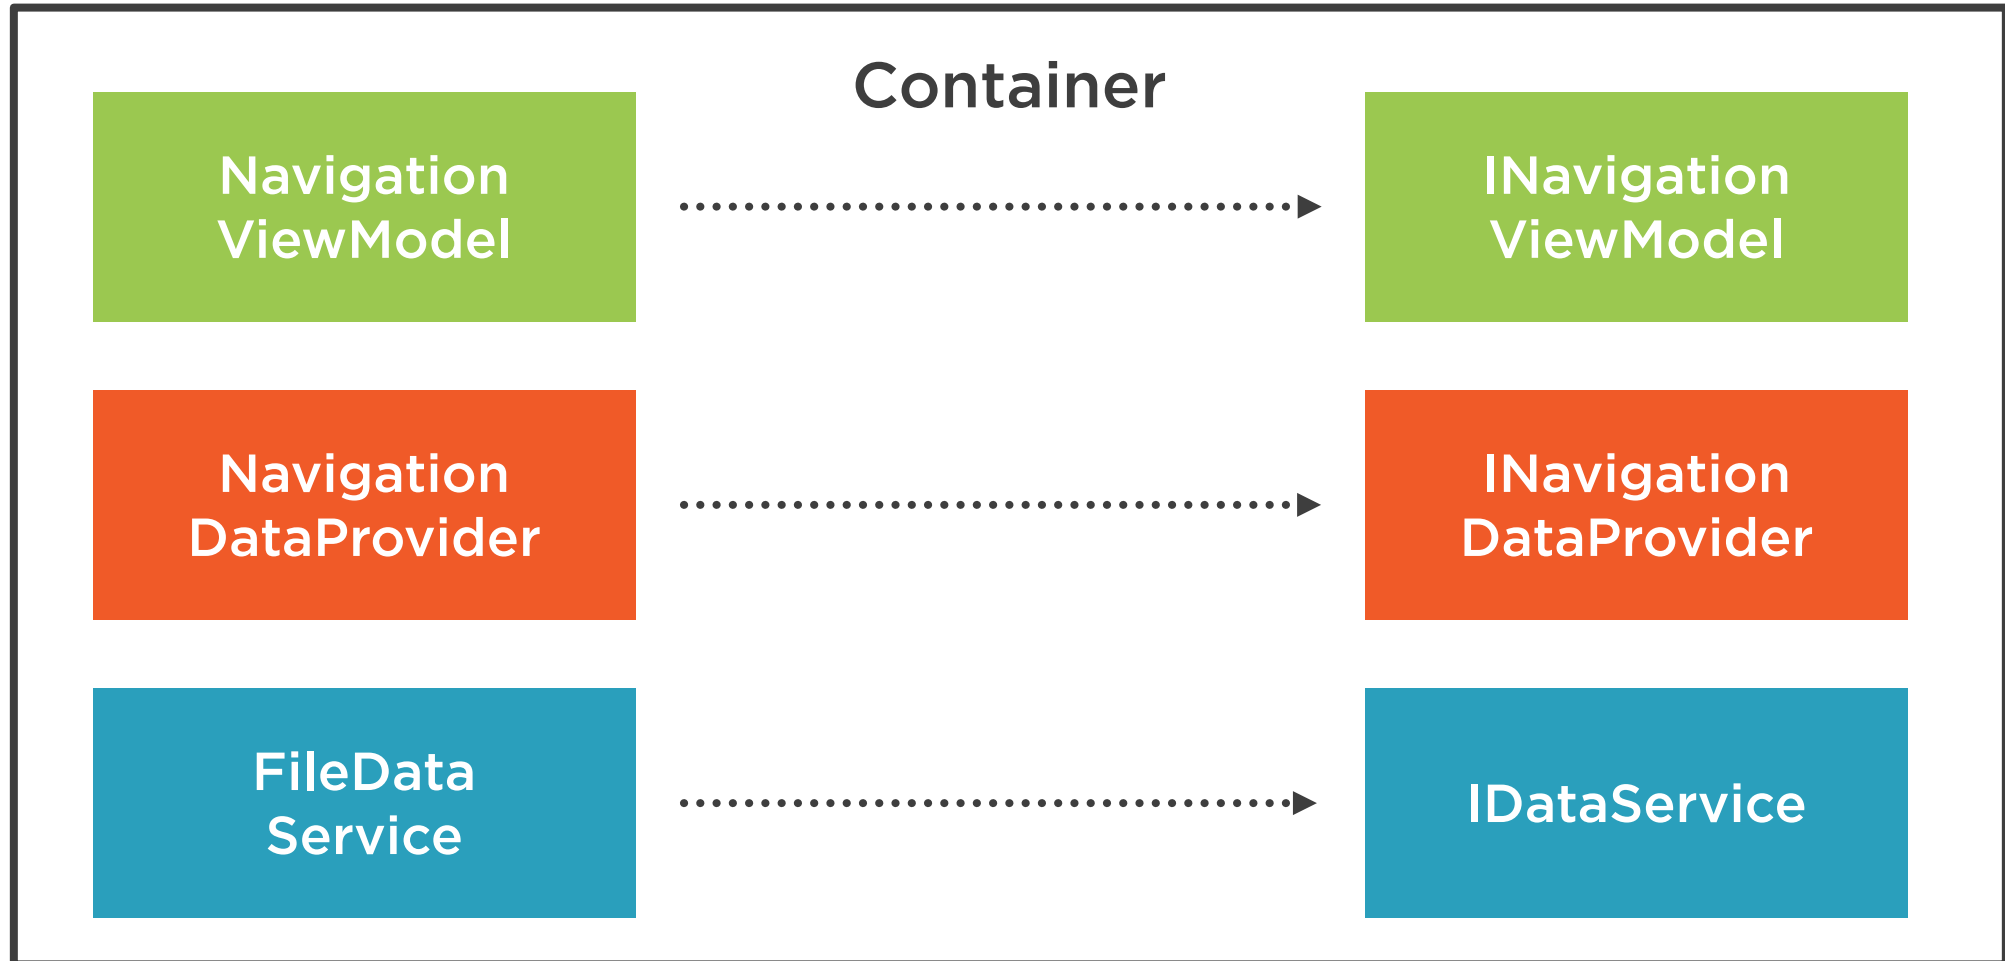 Container
Navigation
ViewModel
INavigation
ViewModel
Navigation
DataProvider
INavigation
DataProvider
FileData
Service
IDataService